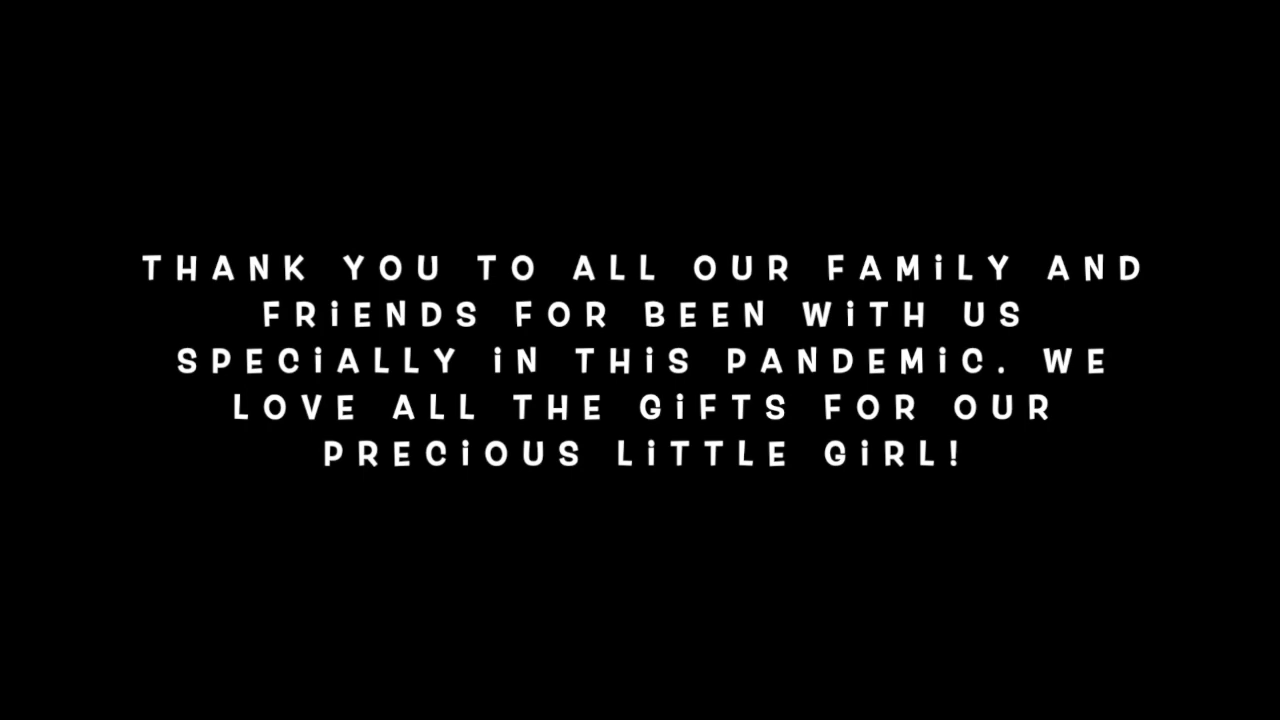 THANK YOU TO ALL OUR FAMiLY AND
FRiENDS FOR BEEN WiTH US
SPECiALLY iN THiS PANDEMiC. WE
LOVE ALL THE GiFTS FOR OUR
PRECiOUS LiTTLE GiRL!